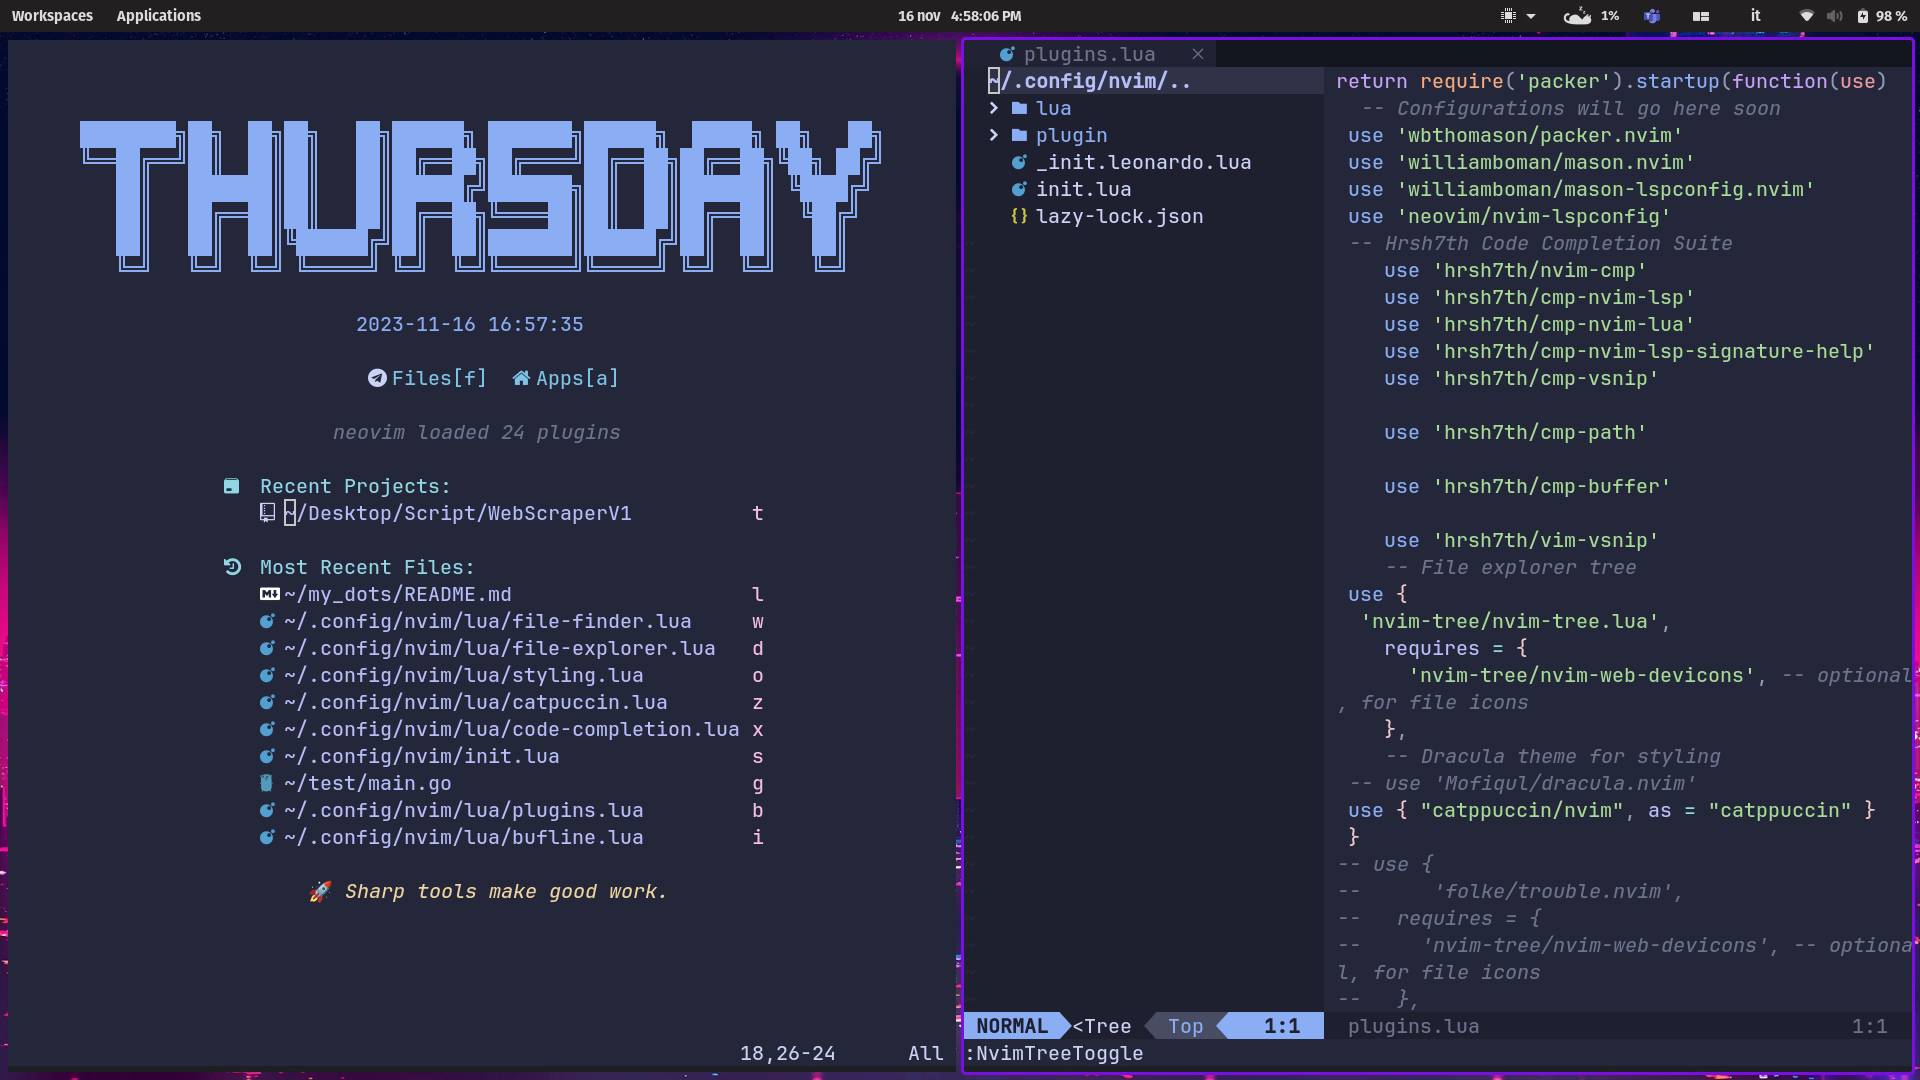 Workspaces Applications 16 nov 4:58:06 PM 1% it 98 %
THURSDAY
2023-11-16 16:57:35
Files[f] Apps[a]
neovim loaded 24 plugins
Recent Projects:
~/Desktop/Script/WebScraperV1 t
Most Recent Files:
~/my_dots/README.md l
~/.config/nvim/lua/file-finder.lua w
~/.config/nvim/lua/file-explorer.lua d
~/.config/nvim/lua/styling.lua o
~/.config/nvim/lua/catpuccin.lua z
~/.config/nvim/lua/code-completion.lua x
~/.config/nvim/init.lua s
~/test/main.go g
~/.config/nvim/lua/plugins.lua b
~/.config/nvim/lua/bufline.lua i
🚀 Sharp tools make good work.
18,26-24 All
plugins.lua ×
~/.config/nvim/..
> lua
> plugin
_init.leonardo.lua
init.lua
{} lazy-lock.json
NORMAL <Tree Top 1:1
return require('packer').startup(function(use)
-- Configurations will go here soon
use 'wbthomason/packer.nvim'
use 'williamboman/mason.nvim'
use 'williamboman/mason-lspconfig.nvim'
use 'neovim/nvim-lspconfig'
-- Hrsh7th Code Completion Suite
use 'hrsh7th/nvim-cmp'
use 'hrsh7th/cmp-nvim-lsp'
use 'hrsh7th/cmp-nvim-lua'
use 'hrsh7th/cmp-nvim-lsp-signature-help'
use 'hrsh7th/cmp-vsnip'
use 'hrsh7th/cmp-path'
use 'hrsh7th/cmp-buffer'
use 'hrsh7th/vim-vsnip'
-- File explorer tree
use {
'nvim-tree/nvim-tree.lua',
requires = {
'nvim-tree/nvim-web-devicons', -- optional
, for file icons
},
-- Dracula theme for styling
-- use 'Mofiqul/dracula.nvim'
use { "catppuccin/nvim", as = "catppuccin" }
}
-- use {
-- 'folke/trouble.nvim',
-- requires = {
-- 'nvim-tree/nvim-web-devicons', -- optiona
l, for file icons
-- },
plugins.lua 1:1
:NvimTreeToggle